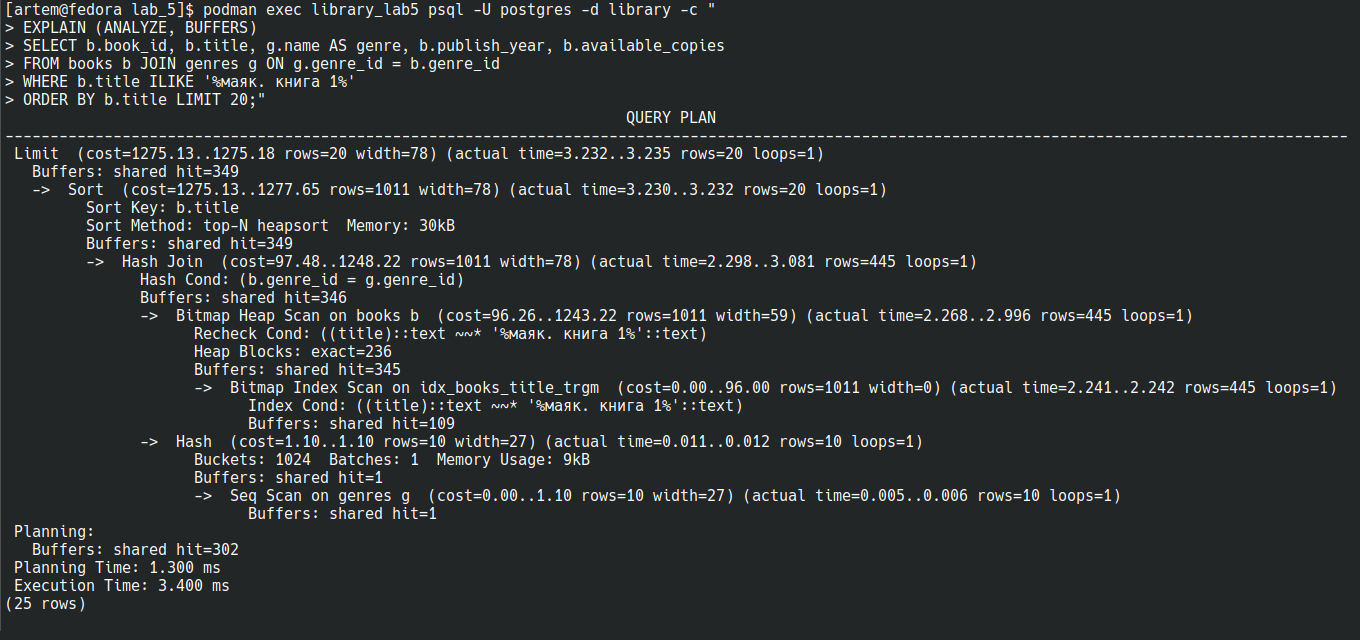 [artem@fedora lab_5]$ podman exec library_lab5 psql -U postgres -d library -c "
> EXPLAIN (ANALYZE, BUFFERS)
> SELECT b.book_id, b.title, g.name AS genre, b.publish_year, b.available_copies
> FROM books b JOIN genres g ON g.genre_id = b.genre_id
> WHERE b.title ILIKE '%маяк. книга 1%'
> ORDER BY b.title LIMIT 20;"
QUERY PLAN
-----------------------------------------------------------------------------------------------------------------------------------------------------
Limit  (cost=1275.13..1275.18 rows=20 width=78) (actual time=3.232..3.235 rows=20 loops=1)
  Buffers: shared hit=349
  ->  Sort  (cost=1275.13..1277.65 rows=1011 width=78) (actual time=3.230..3.232 rows=20 loops=1)
        Sort Key: b.title
        Sort Method: top-N heapsort  Memory: 30kB
        Buffers: shared hit=349
        ->  Hash Join  (cost=97.48..1248.22 rows=1011 width=78) (actual time=2.298..3.081 rows=445 loops=1)
              Hash Cond: (b.genre_id = g.genre_id)
              Buffers: shared hit=346
              ->  Bitmap Heap Scan on books b  (cost=96.26..1243.22 rows=1011 width=59) (actual time=2.268..2.996 rows=445 loops=1)
                    Recheck Cond: ((title)::text ~~* '%маяк. книга 1%'::text)
                    Heap Blocks: exact=236
                    Buffers: shared hit=345
                    ->  Bitmap Index Scan on idx_books_title_trgm  (cost=0.00..96.00 rows=1011 width=0) (actual time=2.241..2.242 rows=445 loops=1)
                          Index Cond: ((title)::text ~~* '%маяк. книга 1%'::text)
                          Buffers: shared hit=109
              ->  Hash  (cost=1.10..1.10 rows=10 width=27) (actual time=0.011..0.012 rows=10 loops=1)
                    Buckets: 1024  Batches: 1  Memory Usage: 9kB
                    Buffers: shared hit=1
                    ->  Seq Scan on genres g  (cost=0.00..1.10 rows=10 width=27) (actual time=0.005..0.006 rows=10 loops=1)
                          Buffers: shared hit=1
Planning:
  Buffers: shared hit=302
Planning Time: 1.300 ms
Execution Time: 3.400 ms
(25 rows)